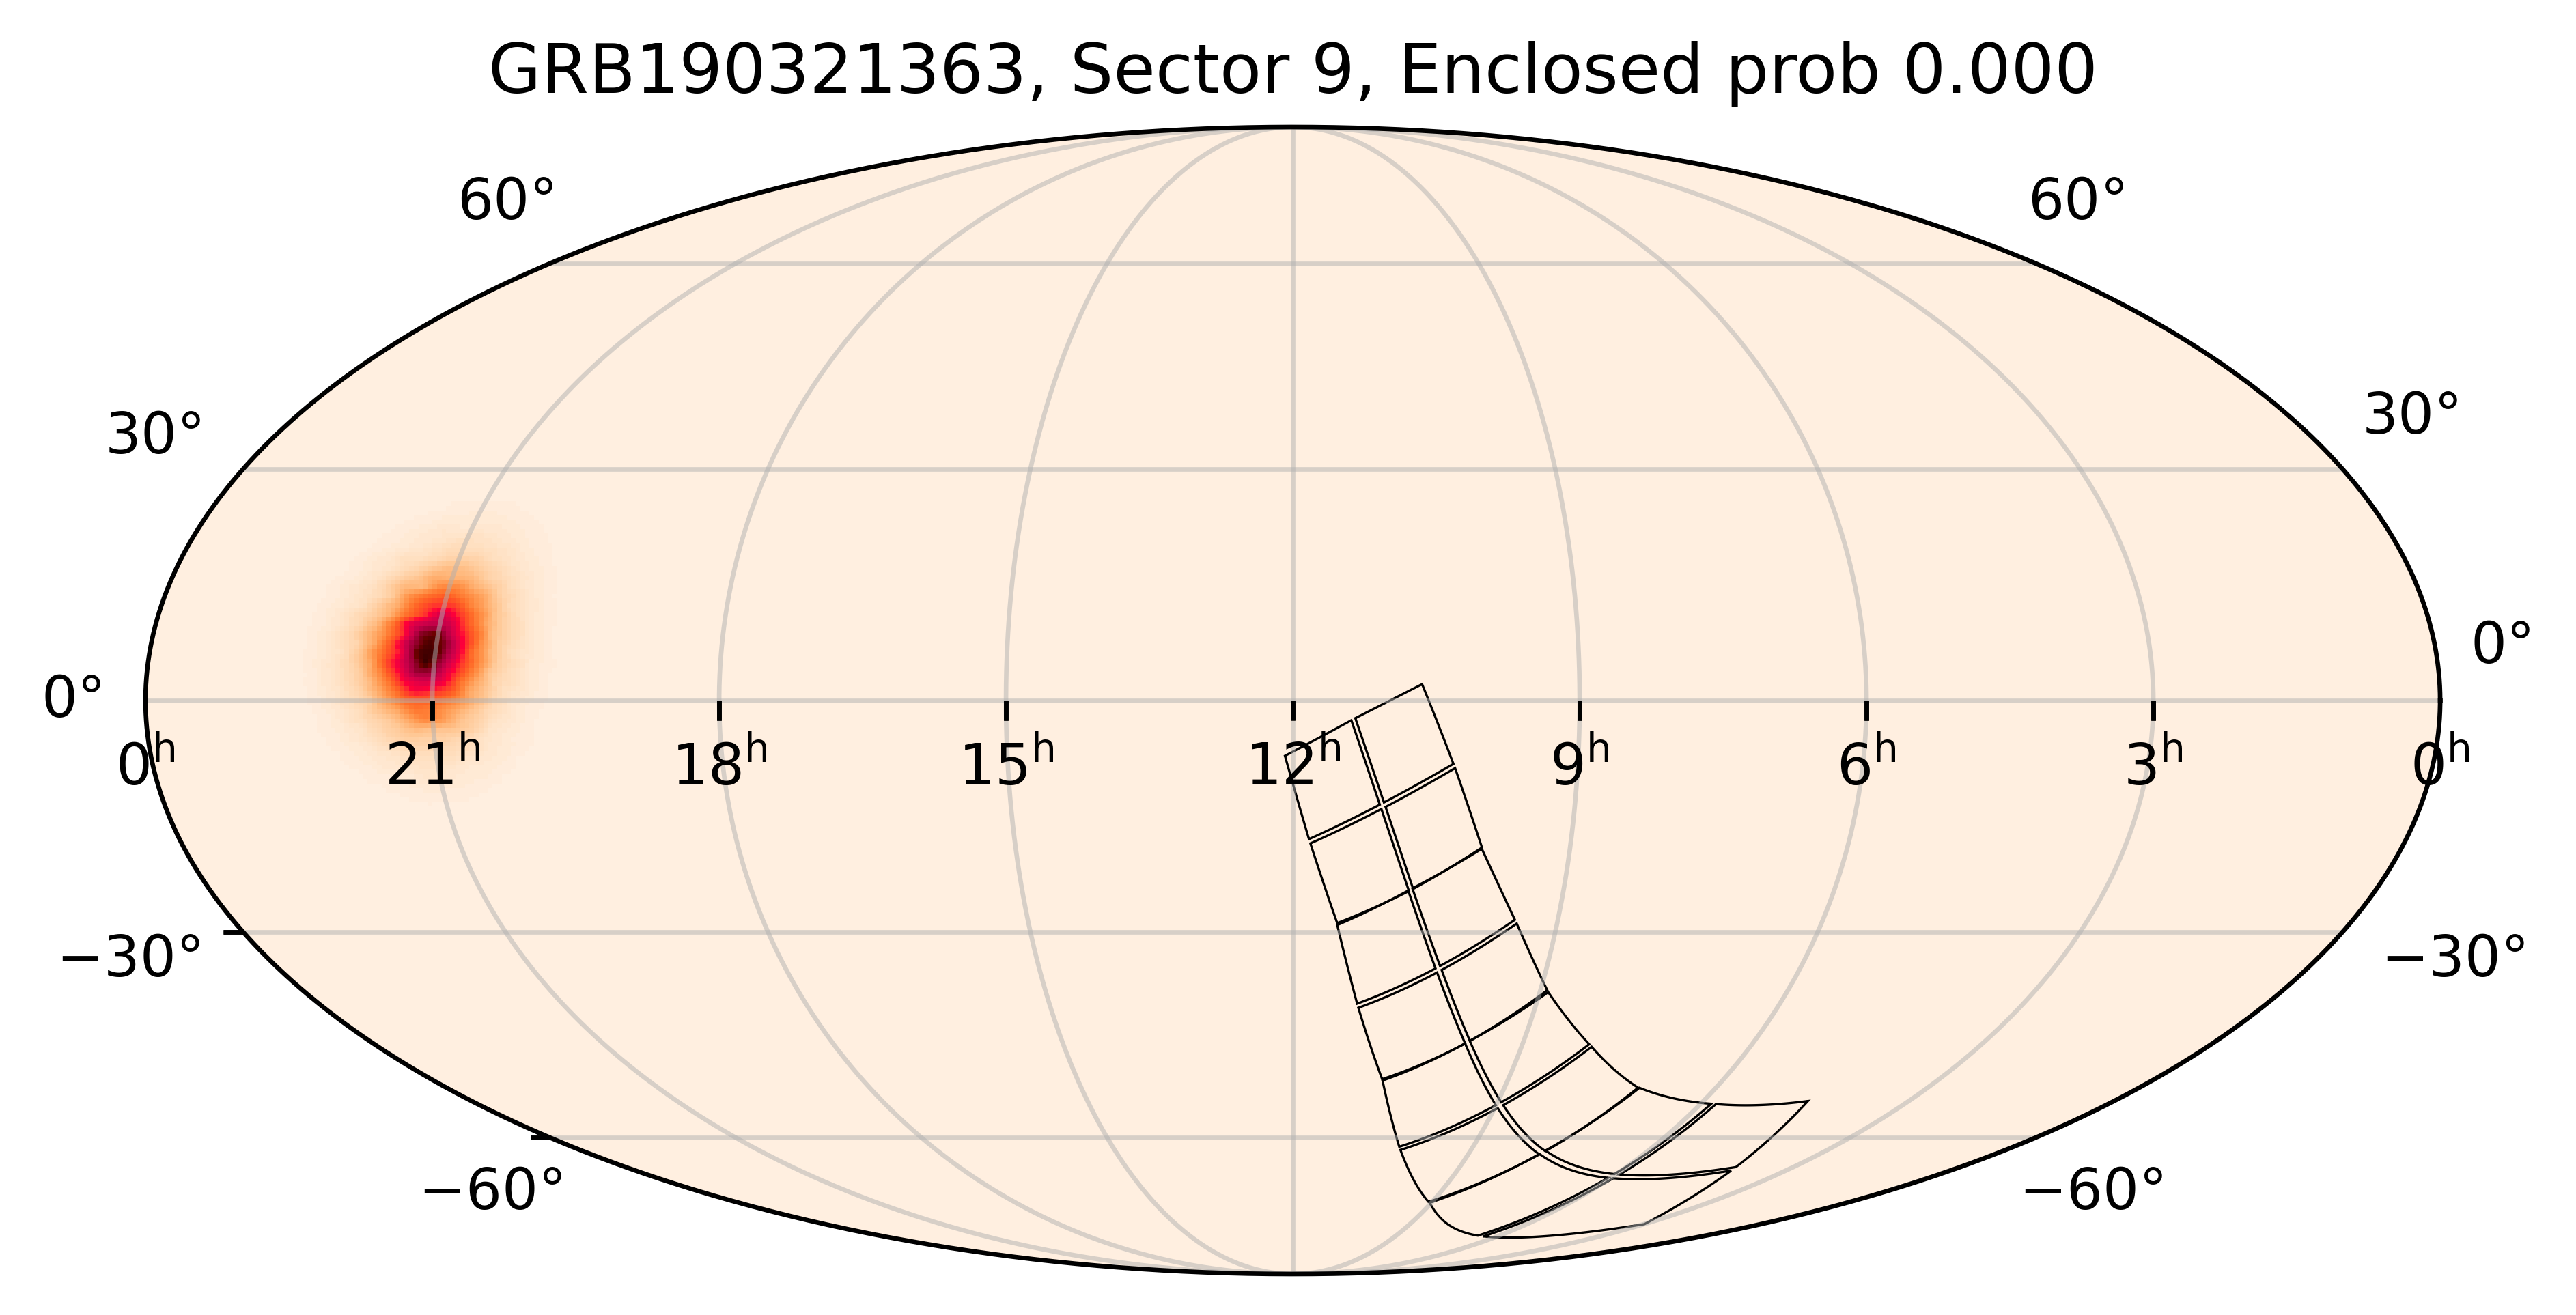 GRB190321363, Sector 9, Enclosed prob 0.000
60° 60°
30° 30°
0° 0°
0ʰ 21ʰ 18ʰ 15ʰ 12ʰ 9ʰ 6ʰ 3ʰ 0ʰ
−30° −30°
−60° −60°